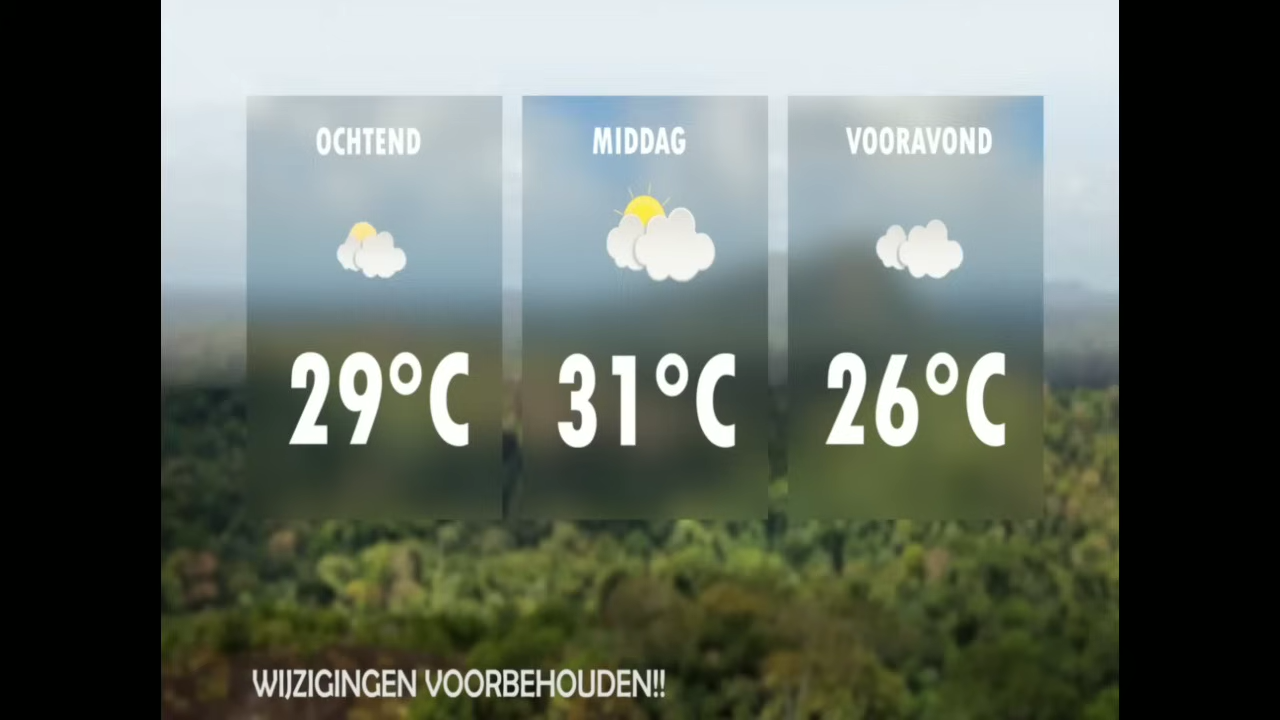 OCHTEND
MIDDAG
VOORAVOND
29°C
31°C
26°C
WIJZIGINGEN VOORBEHOUDEN!!